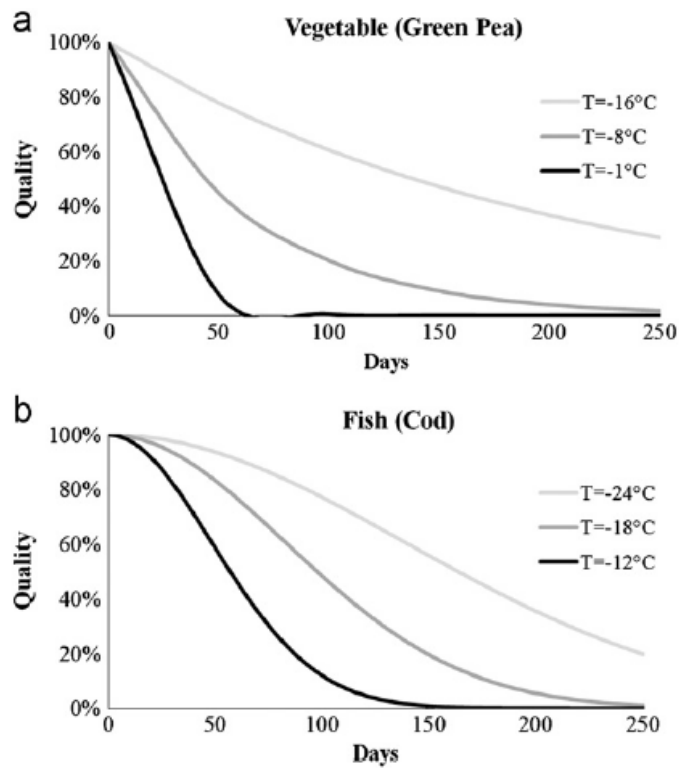 a
Vegetable (Green Pea)
100%
80%
60%
40%
20%
0%
Quality
T=-16°C
T=-8°C
T=-1°C
0 50 100 150 200 250
Days
b
Fish (Cod)
100%
80%
60%
40%
20%
0%
Quality
T=-24°C
T=-18°C
T=-12°C
0 50 100 150 200 250
Days